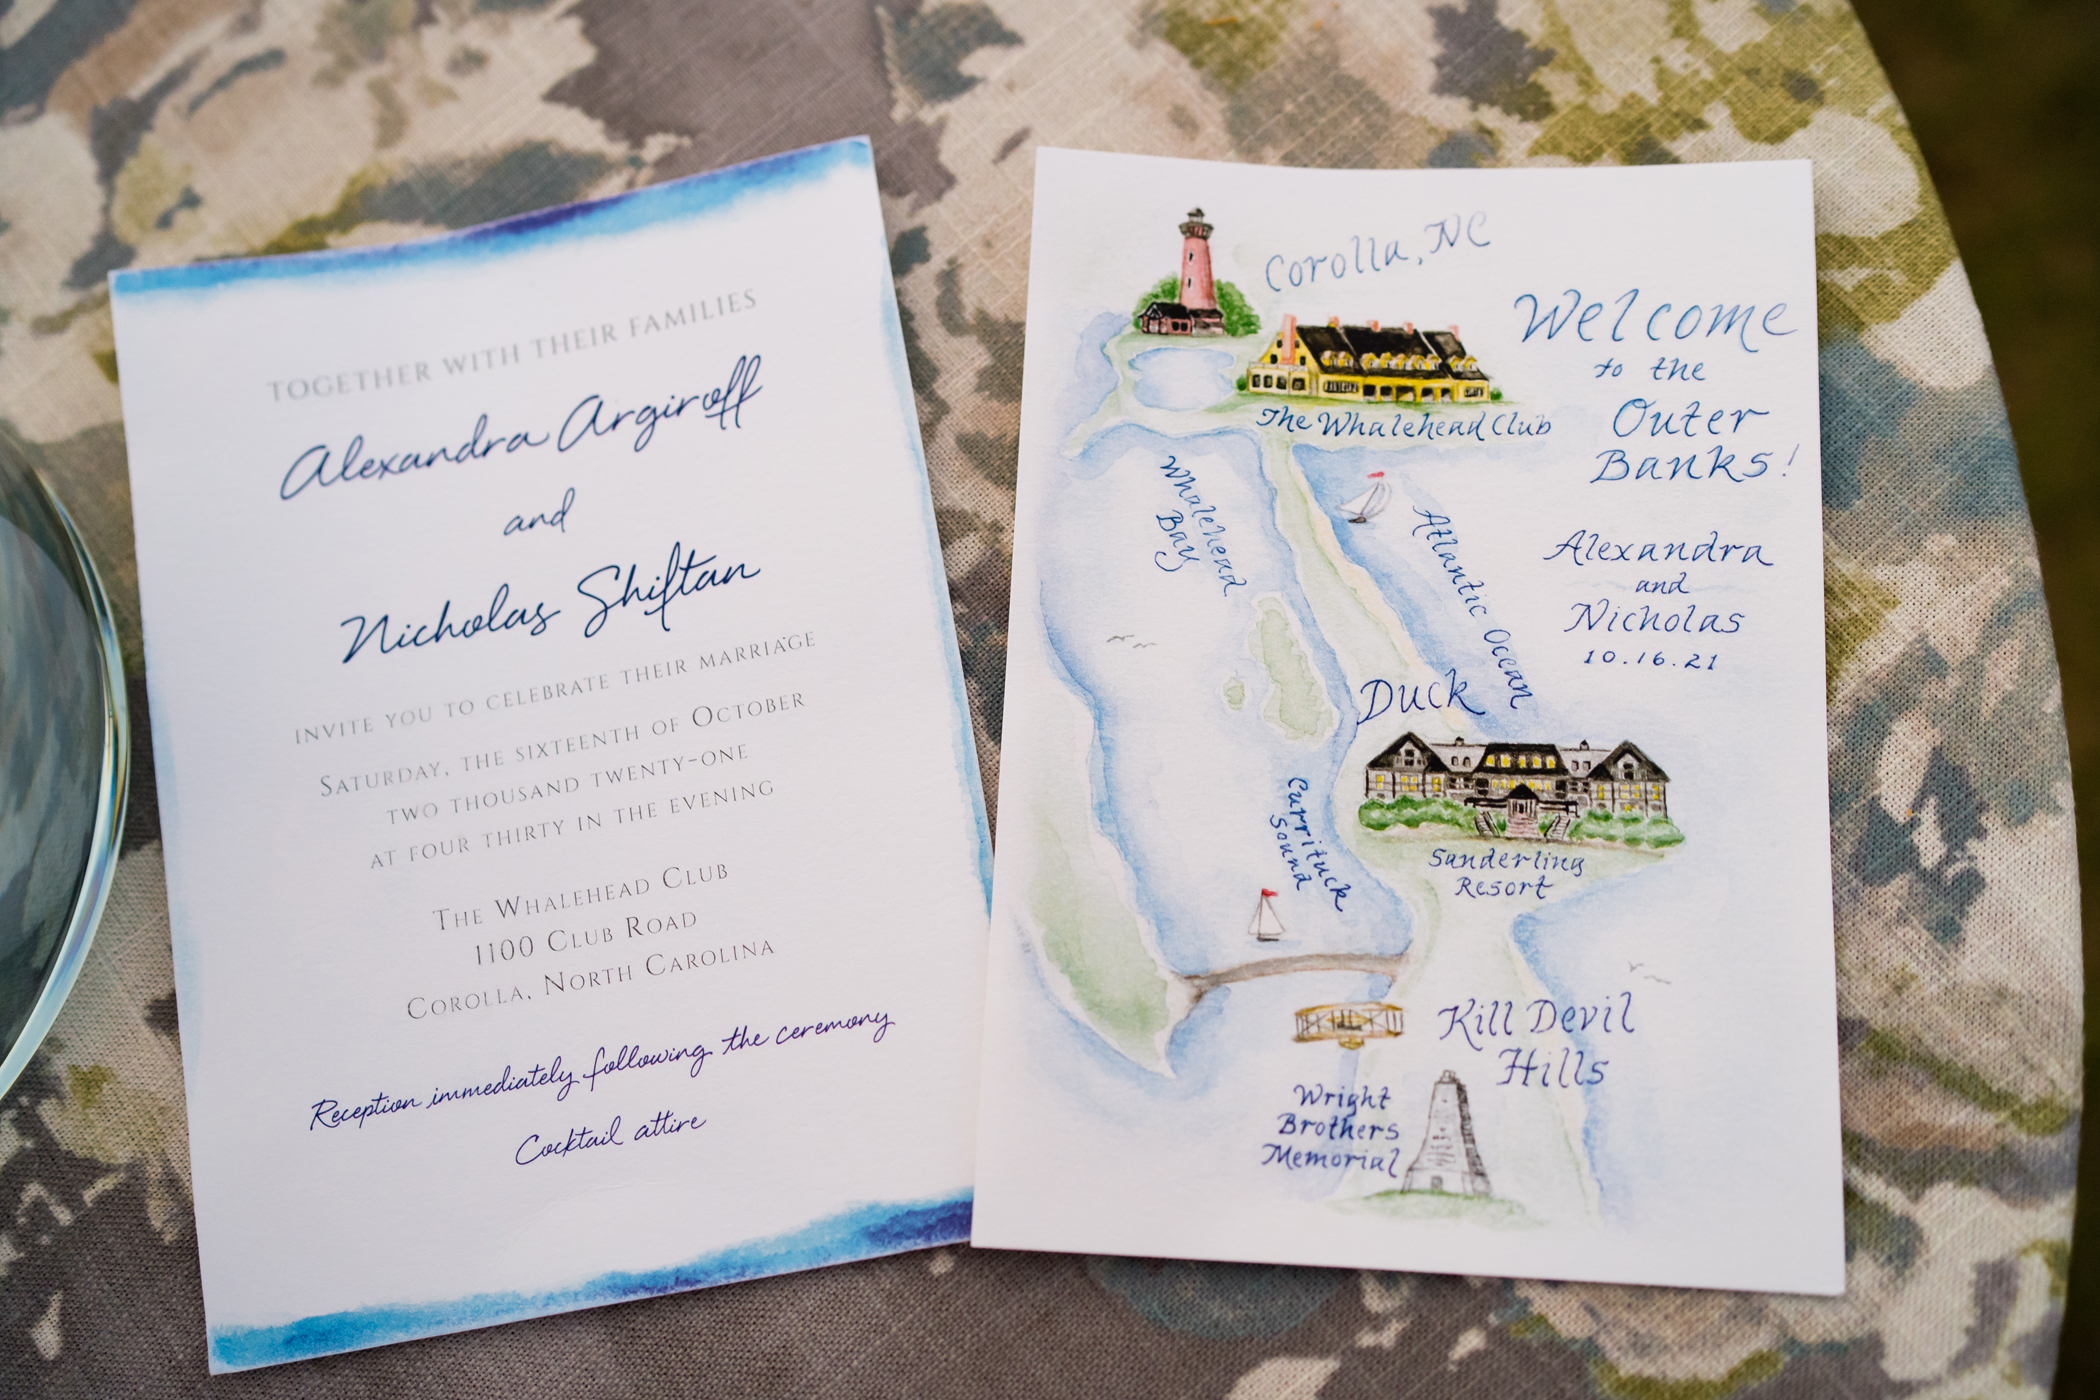 TOGETHER WITH THEIR FAMILIES
Alexandra Argiroff
and
Nicholas Shiftan
INVITE YOU TO CELEBRATE THEIR MARRIAGE
SATURDAY, THE SIXTEENTH OF OCTOBER
TWO THOUSAND TWENTY-ONE
AT FOUR THIRTY IN THE EVENING
THE WHALEHEAD CLUB
1100 CLUB ROAD
COROLLA, NORTH CAROLINA
Reception immediately following the ceremony
Cocktail attire
Corolla, NC
Welcome
to the
Outer
Banks!
The Whalehead Club
Whalehead
Bay
Atlantic Ocean
Alexandra
and
Nicholas
10.16.21
Duck
Sanderling
Resort
Currituck
Sound
Kill Devil
Hills
Wright
Brothers
Memorial